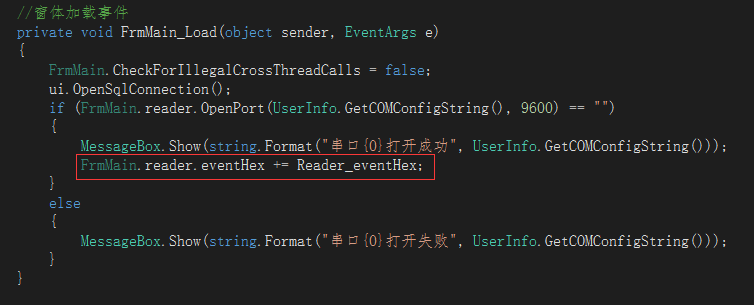 //窗体加载事件
private void FrmMain_Load(object sender, EventArgs e)
{
    FrmMain.CheckForIllegalCrossThreadCalls = false;
    ui.OpenSqlConnection();
    if (FrmMain.reader.OpenPort(UserInfo.GetCOMConfigString(), 9600) == "")
    {
        MessageBox.Show(string.Format("串口{0}打开成功", UserInfo.GetCOMConfigString()));
        FrmMain.reader.eventHex += Reader_eventHex;
    }
    else
    {
        MessageBox.Show(string.Format("串口{0}打开失败", UserInfo.GetCOMConfigString()));
    }
}